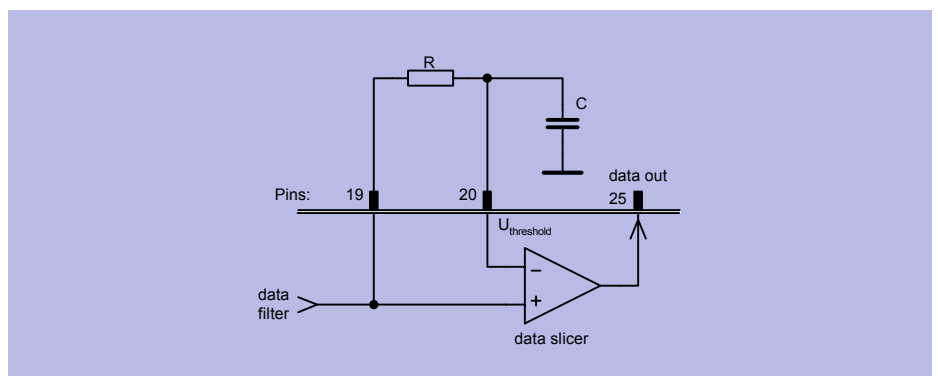 R
C
Pins:
19
20
data out
25
Uthreshold
data
filter
−
+
data slicer